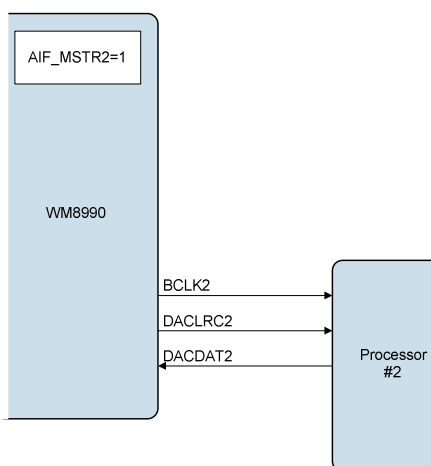 AIF_MSTR2=1
WM8990
BCLK2
DACLRC2
DACDAT2
Processor
#2